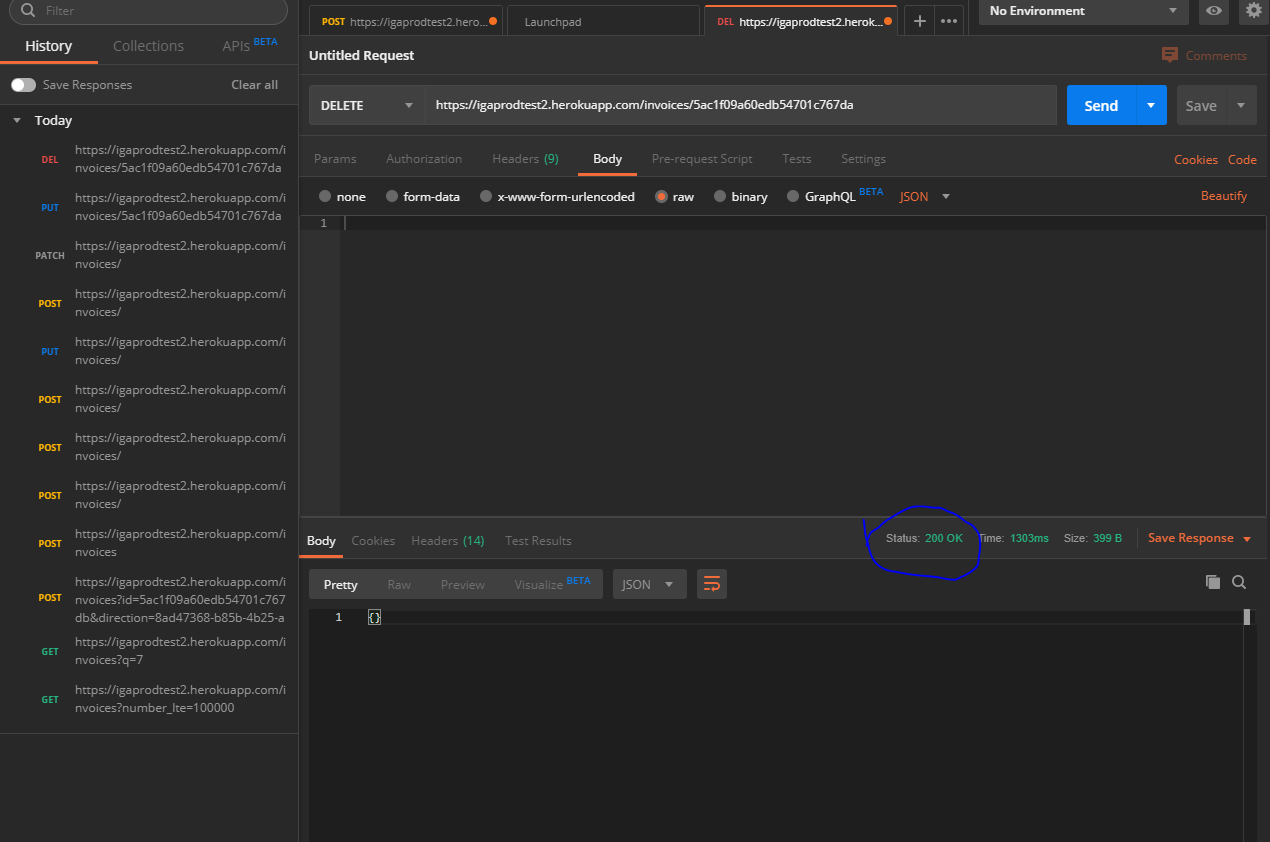 Filter
History Collections APIs BETA
Save Responses Clear all
Today
DEL https://igaprodtest2.herokuapp.com/i
nvoices/5ac1f09a60edb54701c767da
PUT https://igaprodtest2.herokuapp.com/i
nvoices/5ac1f09a60edb54701c767da
PATCH https://igaprodtest2.herokuapp.com/i
nvoices/
POST https://igaprodtest2.herokuapp.com/i
nvoices/
PUT https://igaprodtest2.herokuapp.com/i
nvoices/
POST https://igaprodtest2.herokuapp.com/i
nvoices/
POST https://igaprodtest2.herokuapp.com/i
nvoices/
POST https://igaprodtest2.herokuapp.com/i
nvoices/
POST https://igaprodtest2.herokuapp.com/i
nvoices
POST https://igaprodtest2.herokuapp.com/i
nvoices?id=5ac1f09a60edb54701c767
db&direction=8ad47368-b85b-4b25-a
GET https://igaprodtest2.herokuapp.com/i
nvoices?q=7
GET https://igaprodtest2.herokuapp.com/i
nvoices?number_lte=100000
POST https://igaprodtest2.hero... Launchpad DEL https://igaprodtest2.herok... + ••• No Environment
Untitled Request Comments
DELETE https://igaprodtest2.herokuapp.com/invoices/5ac1f09a60edb54701c767da Send Save
Params Authorization Headers (9) Body Pre-request Script Tests Settings Cookies Code
none form-data x-www-form-urlencoded raw binary GraphQL BETA JSON Beautify
1
Body Cookies Headers (14) Test Results Status: 200 OK Time: 1303ms Size: 399 B Save Response
Pretty Raw Preview Visualize BETA JSON
1 {}